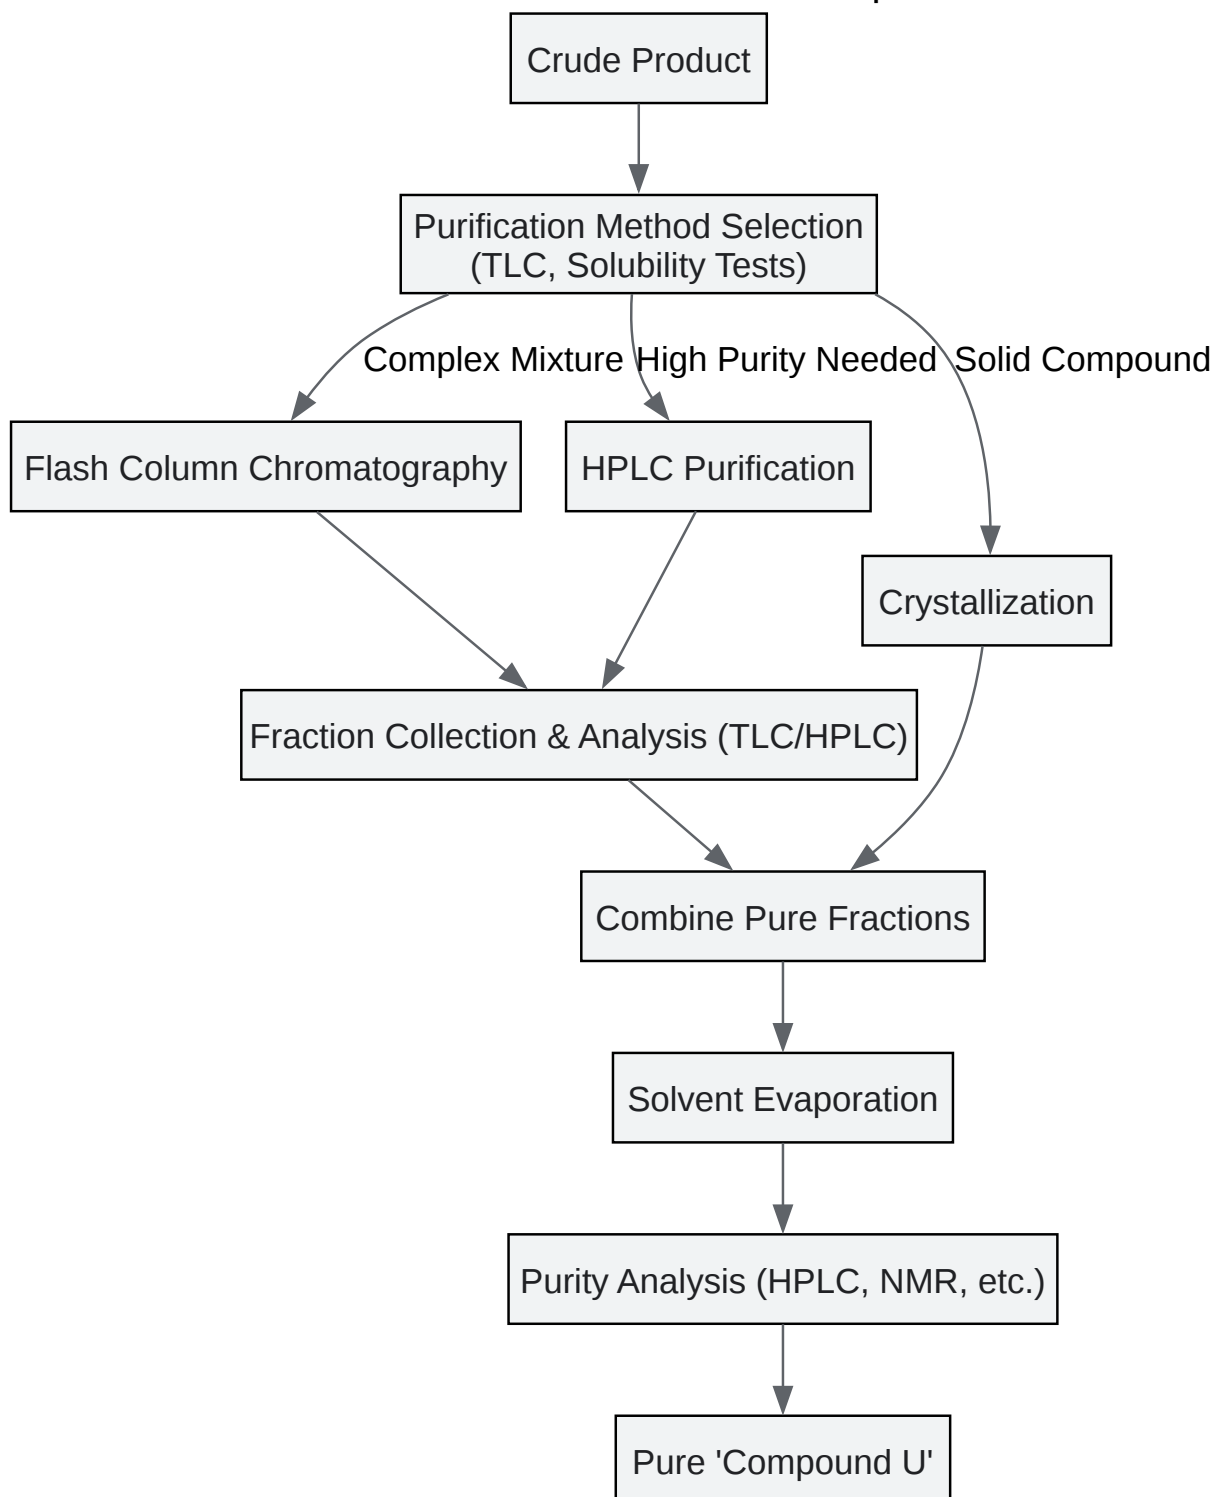 Crude Product
Purification Method Selection
(TLC, Solubility Tests)
Complex Mixture
High Purity Needed
Solid Compound
Flash Column Chromatography
HPLC Purification
Crystallization
Fraction Collection & Analysis (TLC/HPLC)
Combine Pure Fractions
Solvent Evaporation
Purity Analysis (HPLC, NMR, etc.)
Pure 'Compound U'